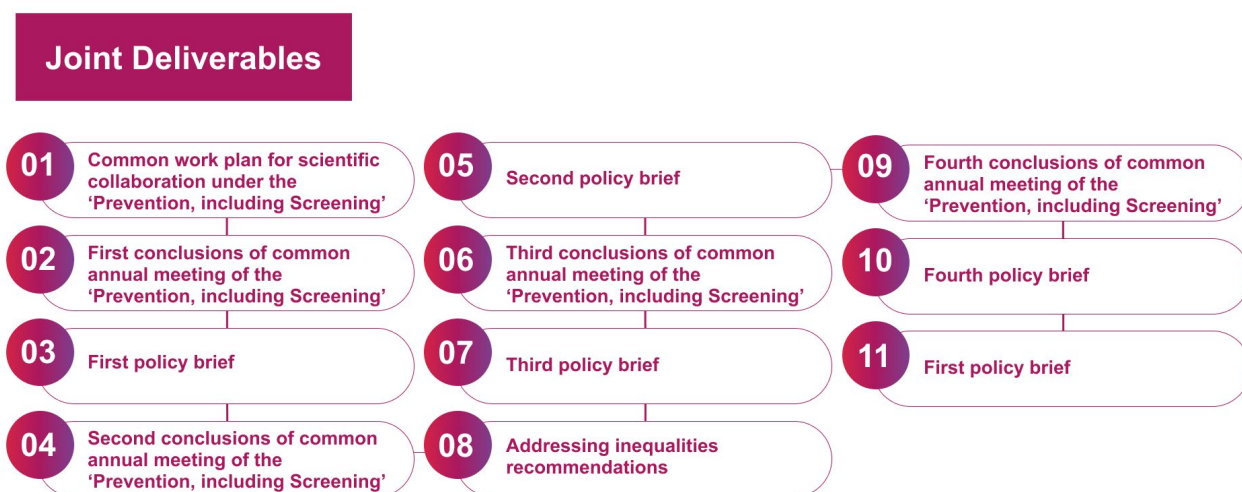 Joint Deliverables
01
Common work plan for scientific
collaboration under the
‘Prevention, including Screening’
02
First conclusions of common
annual meeting of the
‘Prevention, including Screening’
03
First policy brief
04
Second conclusions of common
annual meeting of the
‘Prevention, including Screening’
05
Second policy brief
06
Third conclusions of common
annual meeting of the
‘Prevention, including Screening’
07
Third policy brief
08
Addressing inequalities
recommendations
09
Fourth conclusions of common
annual meeting of the
‘Prevention, including Screening’
10
Fourth policy brief
11
First policy brief